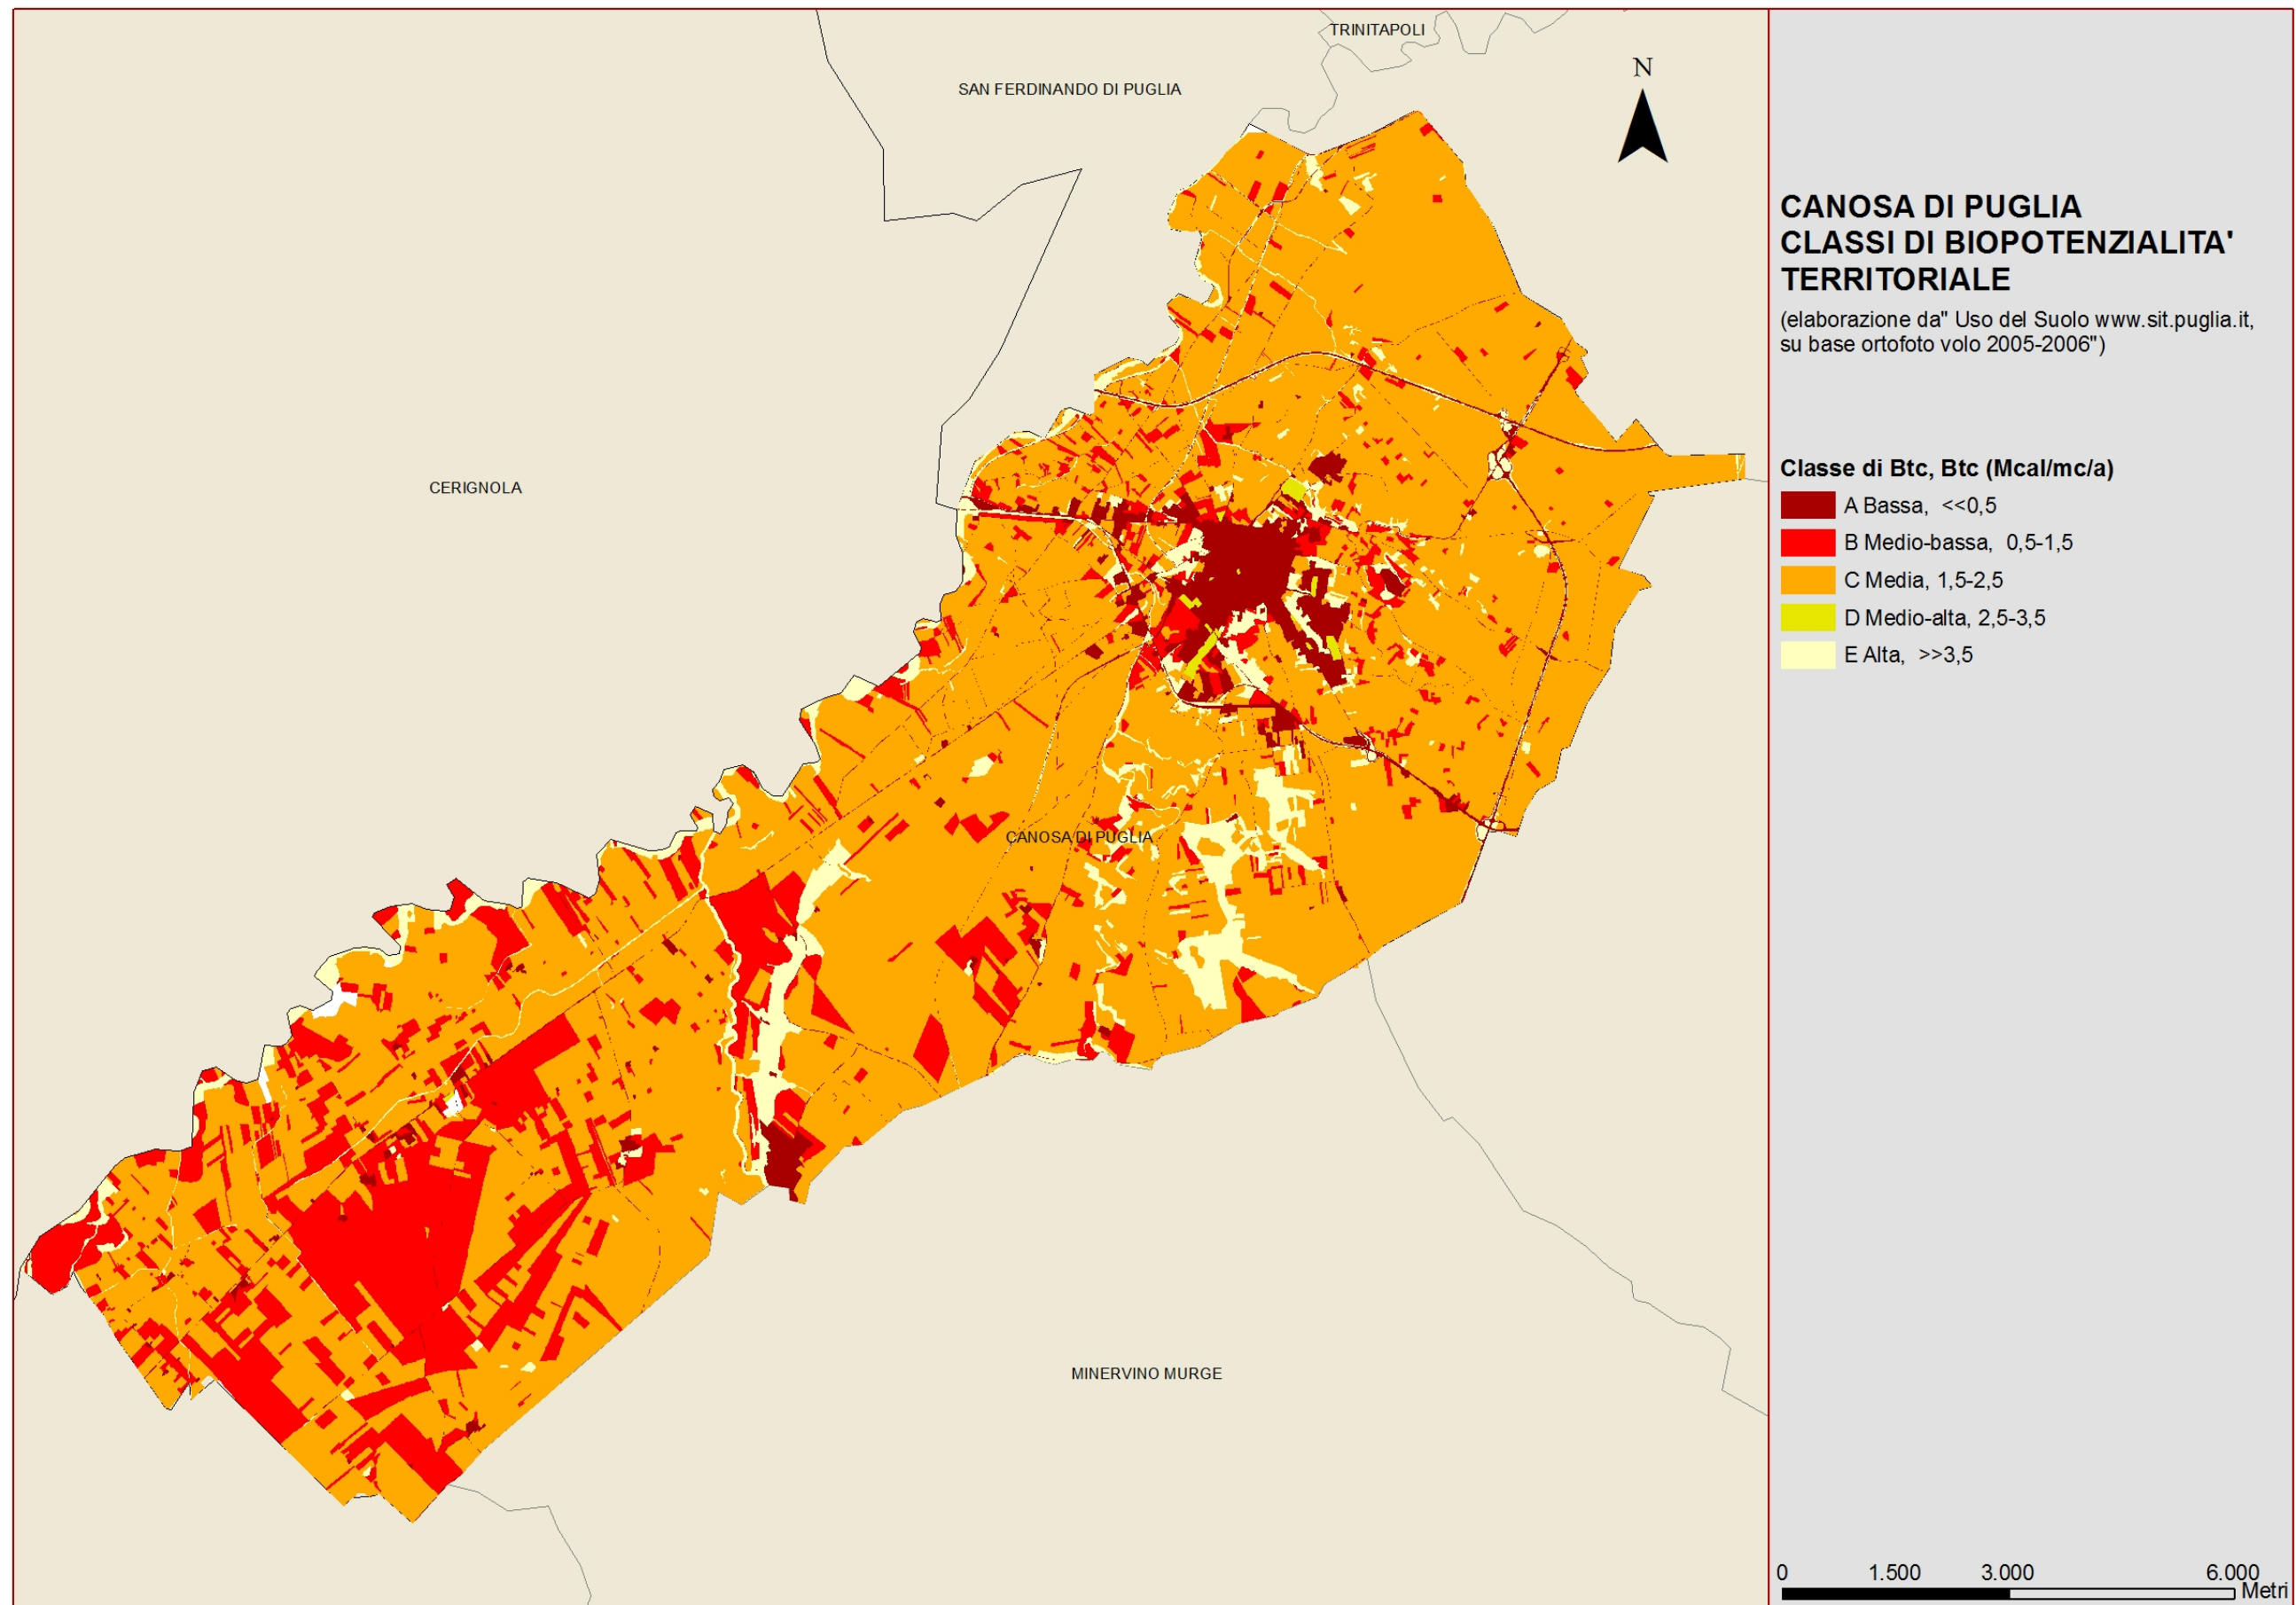 TRINITAPOLI
SAN FERDINANDO DI PUGLIA
N
CERIGNOLA
CANOSA DI PUGLIA
MINERVINO MURGE
CANOSA DI PUGLIA
CLASSI DI BIOPOTENZIALITA'
TERRITORIALE
(elaborazione da" Uso del Suolo www.sit.puglia.it,
su base ortofoto volo 2005-2006")
Classe di Btc, Btc (Mcal/mc/a)
A Bassa, <<0,5
B Medio-bassa, 0,5-1,5
C Media, 1,5-2,5
D Medio-alta, 2,5-3,5
E Alta, >>3,5
0 1.500 3.000 6.000
Metri